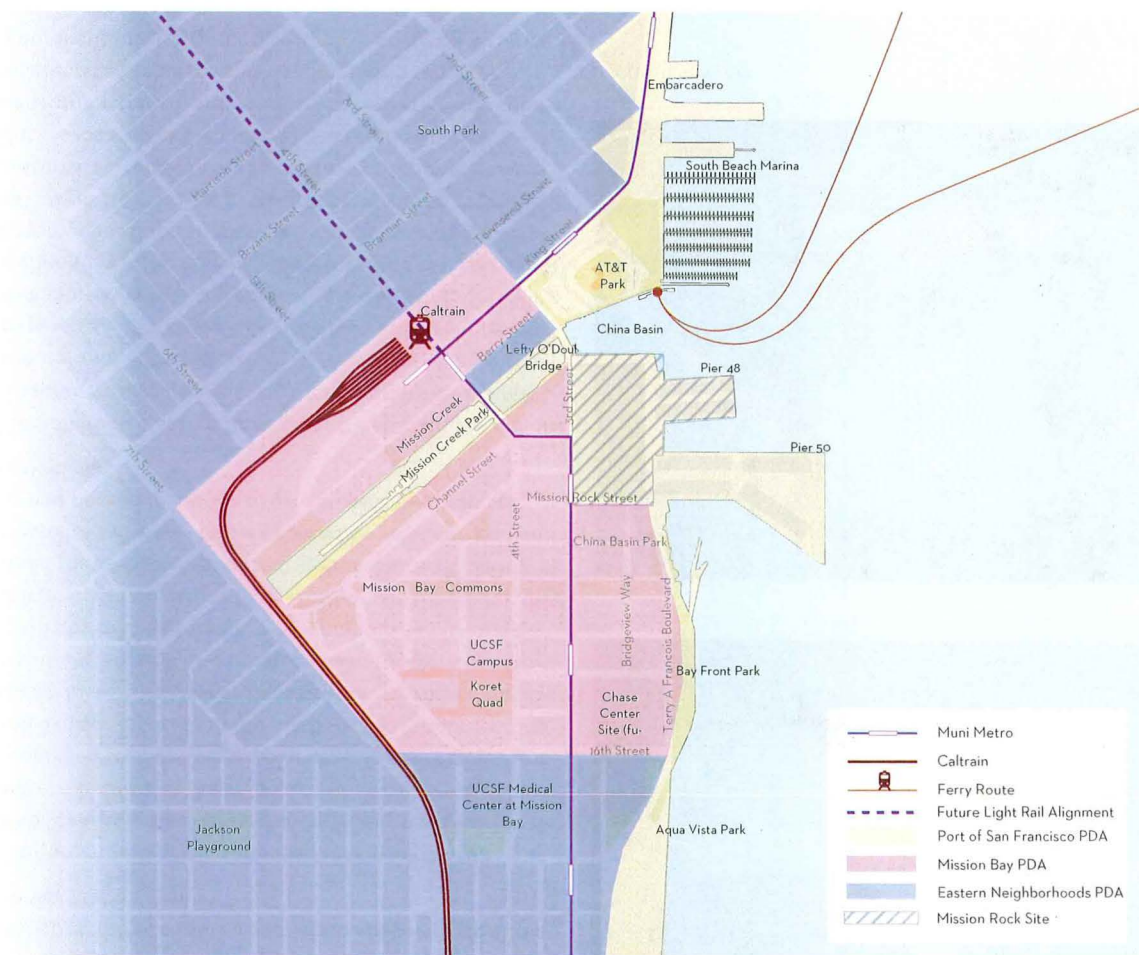 Embarcadero
2nd Street
South Park
3rd Street
4th Street
South Beach Marina
Harrison Street
Bryant Street
Brannan Street
Townsend Street
King Street
5th Street
AT&T
Park
Caltrain
China Basin
Berry Street
Lefty O'Doul
Bridge
6th Street
3rd Street
Pier 48
Mission Creek
Mission Creek Park
Pier 50
7th Street
Channel Street
Mission Rock Street
4th Street
China Basin Park
Mission Bay Commons
Bridgeview Way
Terry A Francois Boulevard
UCSF
Campus
Bay Front Park
Koret
Quad
Chase
Center
Site (fu-
16th Street
UCSF Medical
Center at Mission
Bay
Jackson
Playground
Aqua Vista Park
Muni Metro
Caltrain
Ferry Route
Future Light Rail Alignment
Port of San Francisco PDA
Mission Bay PDA
Eastern Neighborhoods PDA
Mission Rock Site